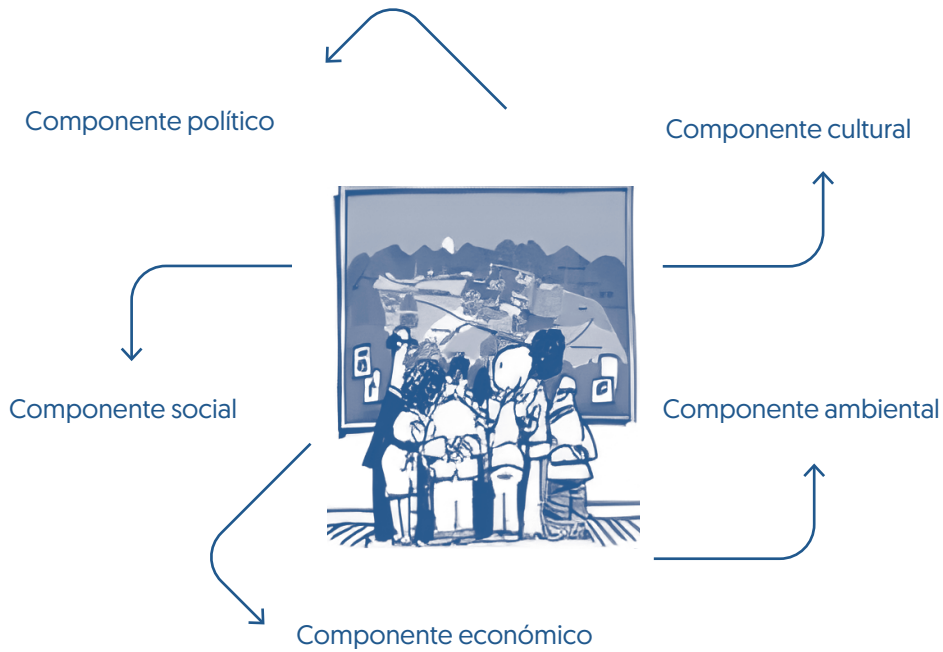 Componente político
Componente cultural
Componente social
Componente ambiental
Componente económico